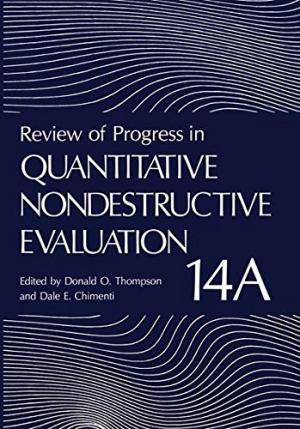 Review of Progress in
QUANTITATIVE
NONDESTRUCTIVE
EVALUATION
Edited by Donald O. Thompson
and Dale E. Chimenti
14A